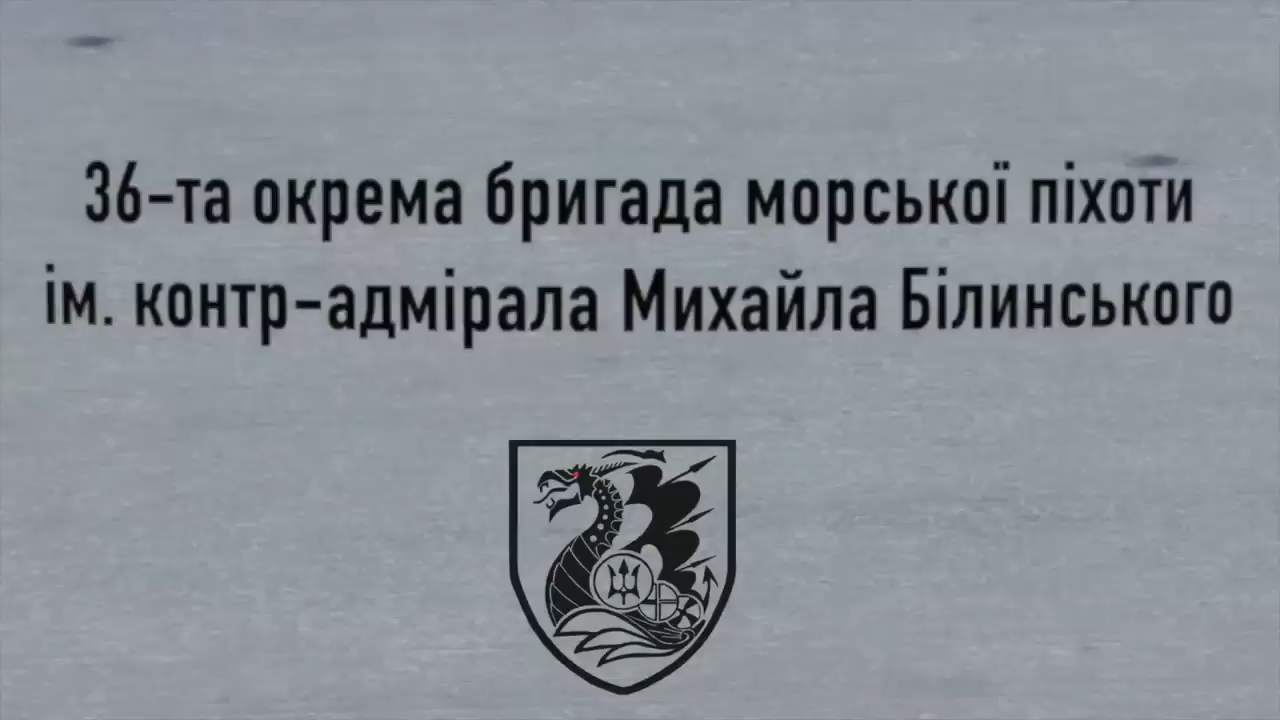 36-та окрема бригада морської піхоти
ім. контр-адмірала Михайла Білинського